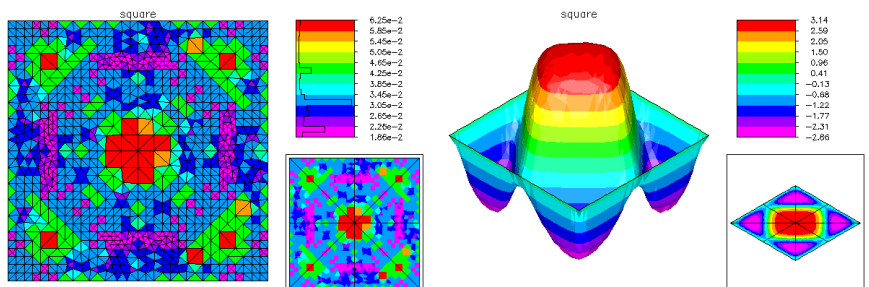 square
6.25e-2
5.85e-2
5.45e-2
5.05e-2
4.65e-2
4.25e-2
3.85e-2
3.45e-2
3.05e-2
2.65e-2
2.26e-2
1.86e-2
square
3.14
2.59
2.05
1.50
0.96
0.41
-0.13
-0.68
-1.22
-1.77
-2.31
-2.86